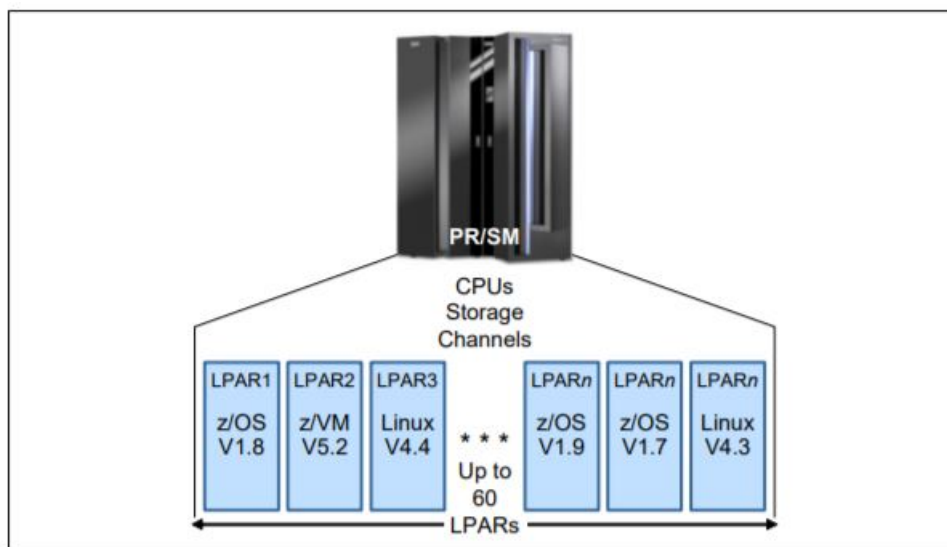 PR/SM
CPUs
Storage
Channels
LPAR1
z/OS
V1.8
LPAR2
z/VM
V5.2
LPAR3
Linux
V4.4
* * *
Up to
60
LPARs
LPARn
z/OS
V1.9
LPARn
z/OS
V1.7
LPARn
Linux
V4.3